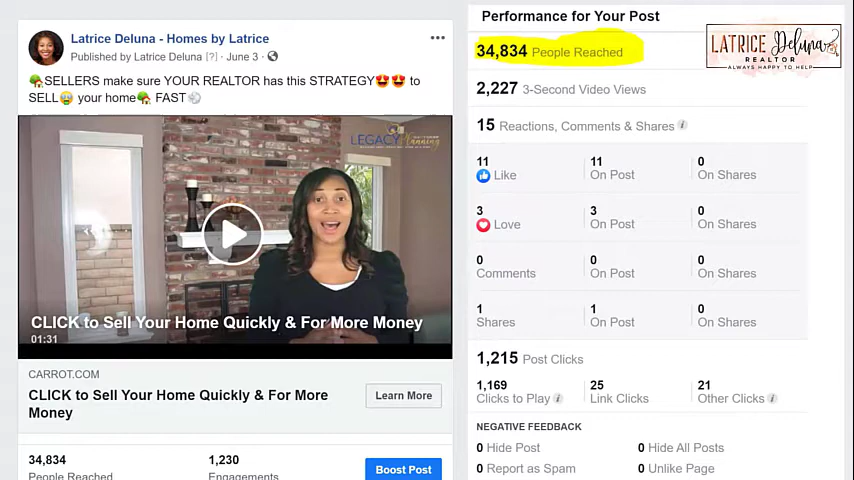 Latrice Deluna - Homes by Latrice
Published by Latrice Deluna [?] · June 3 ·
🏡SELLERS make sure YOUR REALTOR has this STRATEGY😍😍 to
SELL🤑 your home🏡 FAST💨
LEGACY Planning
CLICK to Sell Your Home Quickly & For More Money
01:31
CARROT.COM
CLICK to Sell Your Home Quickly & For More
Money
Learn More
34,834
People Reached
1,230
Engagements
Boost Post
Performance for Your Post
34,834 People Reached
2,227 3-Second Video Views
15 Reactions, Comments & Shares
11
Like
11
On Post
0
On Shares
3
Love
3
On Post
0
On Shares
0
Comments
0
On Post
0
On Shares
1
Shares
1
On Post
0
On Shares
1,215 Post Clicks
1,169
Clicks to Play
25
Link Clicks
21
Other Clicks
NEGATIVE FEEDBACK
0 Hide Post
0 Hide All Posts
0 Report as Spam
0 Unlike Page
LATRICE Deluna
REALTOR
ALWAYS HAPPY TO HELP